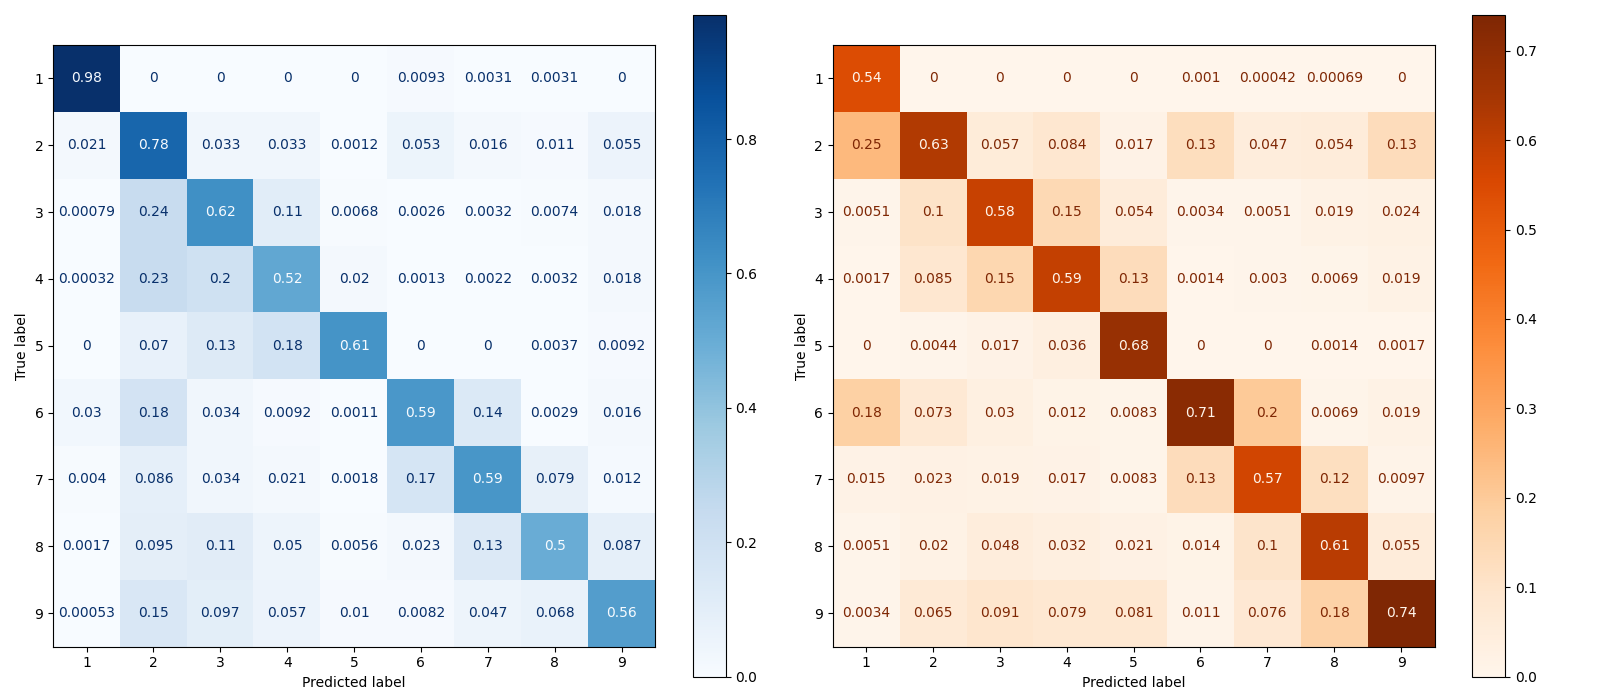 1 0.98 0 0 0 0 0.0093 0.0031 0.0031 0
2 0.021 0.78 0.033 0.033 0.0012 0.053 0.016 0.011 0.055
3 0.00079 0.24 0.62 0.11 0.0068 0.0026 0.0032 0.0074 0.018
4 0.00032 0.23 0.2 0.52 0.02 0.0013 0.0022 0.0032 0.018
5 0 0.07 0.13 0.18 0.61 0 0 0.0037 0.0092
6 0.03 0.18 0.034 0.0092 0.0011 0.59 0.14 0.0029 0.016
7 0.004 0.086 0.034 0.021 0.0018 0.17 0.59 0.079 0.012
8 0.0017 0.095 0.11 0.05 0.0056 0.023 0.13 0.5 0.087
9 0.00053 0.15 0.097 0.057 0.01 0.0082 0.047 0.068 0.56
1 2 3 4 5 6 7 8 9
Predicted label
True label
0.8
0.6
0.4
0.2
0.0
1 0.54 0 0 0 0 0.001 0.00042 0.00069 0
2 0.25 0.63 0.057 0.084 0.017 0.13 0.047 0.054 0.13
3 0.0051 0.1 0.58 0.15 0.054 0.0034 0.0051 0.019 0.024
4 0.0017 0.085 0.15 0.59 0.13 0.0014 0.003 0.0069 0.019
5 0 0.0044 0.017 0.036 0.68 0 0 0.0014 0.0017
6 0.18 0.073 0.03 0.012 0.0083 0.71 0.2 0.0069 0.019
7 0.015 0.023 0.019 0.017 0.0083 0.13 0.57 0.12 0.0097
8 0.0051 0.02 0.048 0.032 0.021 0.014 0.1 0.61 0.055
9 0.0034 0.065 0.091 0.079 0.081 0.011 0.076 0.18 0.74
1 2 3 4 5 6 7 8 9
Predicted label
True label
0.7
0.6
0.5
0.4
0.3
0.2
0.1
0.0